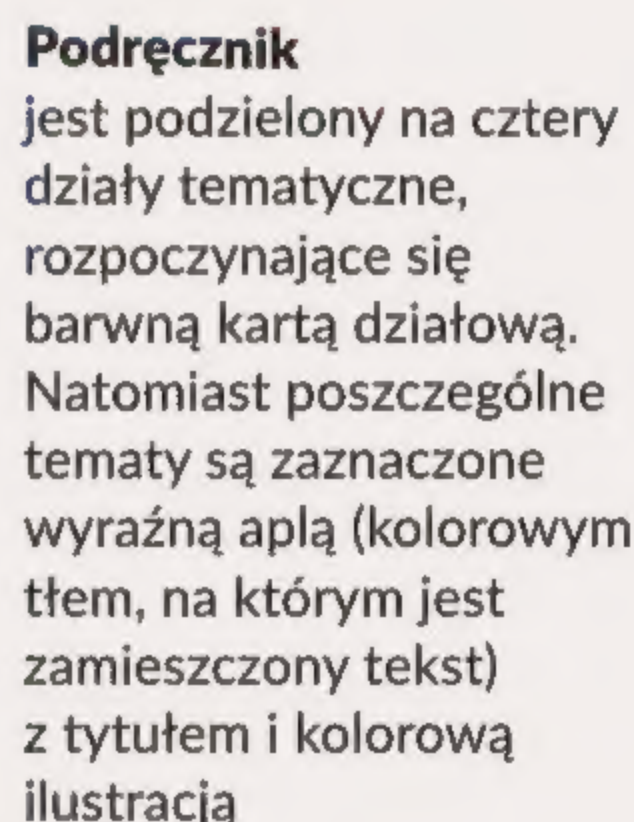 Podręcznik
jest podzielony na cztery
działy tematyczne,
rozpoczynające się
barwną kartą działową.
Natomiast poszczególne
tematy są zaznaczone
wyraźną aplą (kolorowym
tłem, na którym jest
zamieszczony tekst)
z tytułem i kolorową
ilustracją